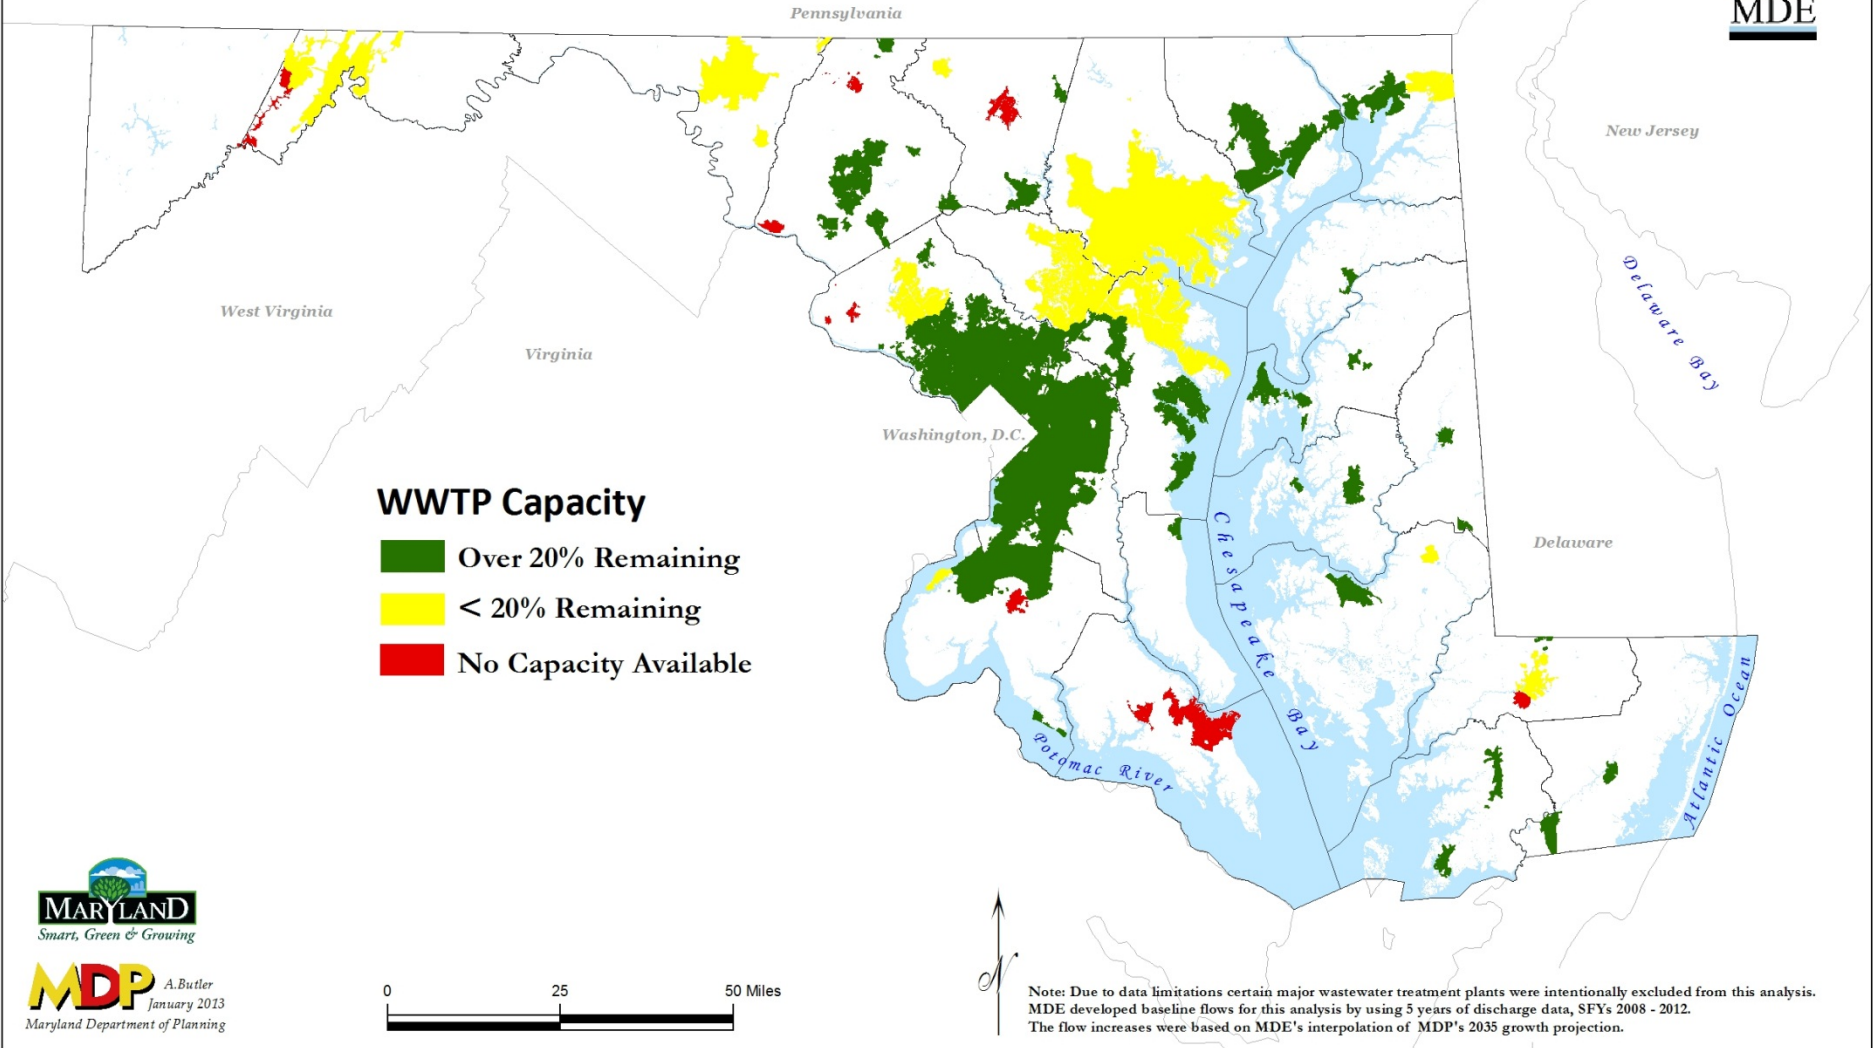 Pennsylvania
MDE
New Jersey
Delaware Bay
West Virginia
Virginia
Washington, D.C.
WWTP Capacity
Over 20% Remaining
< 20% Remaining
No Capacity Available
Chesapeake Bay
Delaware
Potomac River
Atlantic Ocean
MARYLAND
Smart, Green & Growing
MDP
A.Butler
January 2013
Maryland Department of Planning
0 25 50 Miles
N
Note: Due to data limitations certain major wastewater treatment plants were intentionally excluded from this analysis.
MDE developed baseline flows for this analysis by using 5 years of discharge data, SFYs 2008 - 2012.
The flow increases were based on MDE's interpolation of MDP's 2035 growth projection.